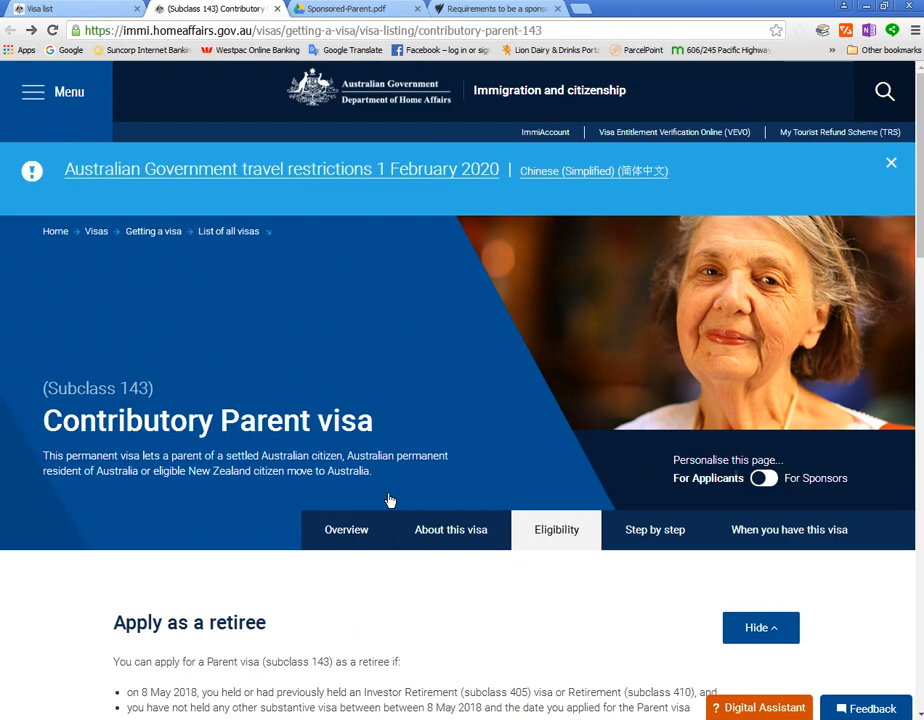 Visa list
(Subclass 143) Contributory
Sponsored-Parent.pdf
Requirements to be a spons
https://immi.homeaffairs.gov.au/visas/getting-a-visa/visa-listing/contributory-parent-143
Apps
Google
Suncorp Internet Bankin
Westpac Online Banking
Google Translate
Facebook – log in or sign
Lion Dairy & Drinks Porta
ParcelPoint
606/245 Pacific Highway
»
Other bookmarks
Menu
Australian Government
Department of Home Affairs
Immigration and citizenship
ImmiAccount
Visa Entitlement Verification Online (VEVO)
My Tourist Refund Scheme (TRS)
Australian Government travel restrictions 1 February 2020 | Chinese (Simplified) (简体中文)
Home
Visas
Getting a visa
List of all visas
(Subclass 143)
Contributory Parent visa
This permanent visa lets a parent of a settled Australian citizen, Australian permanent
resident of Australia or eligible New Zealand citizen move to Australia.
Personalise this page...
For Applicants
For Sponsors
Overview
About this visa
Eligibility
Step by step
When you have this visa
Apply as a retiree
Hide
You can apply for a Parent visa (subclass 143) as a retiree if:
• on 8 May 2018, you held or had previously held an Investor Retirement (subclass 405) visa or Retirement (subclass 410), and
• you have not held any other substantive visa between between 8 May 2018 and the date you applied for the Parent visa
? Digital Assistant
Feedback